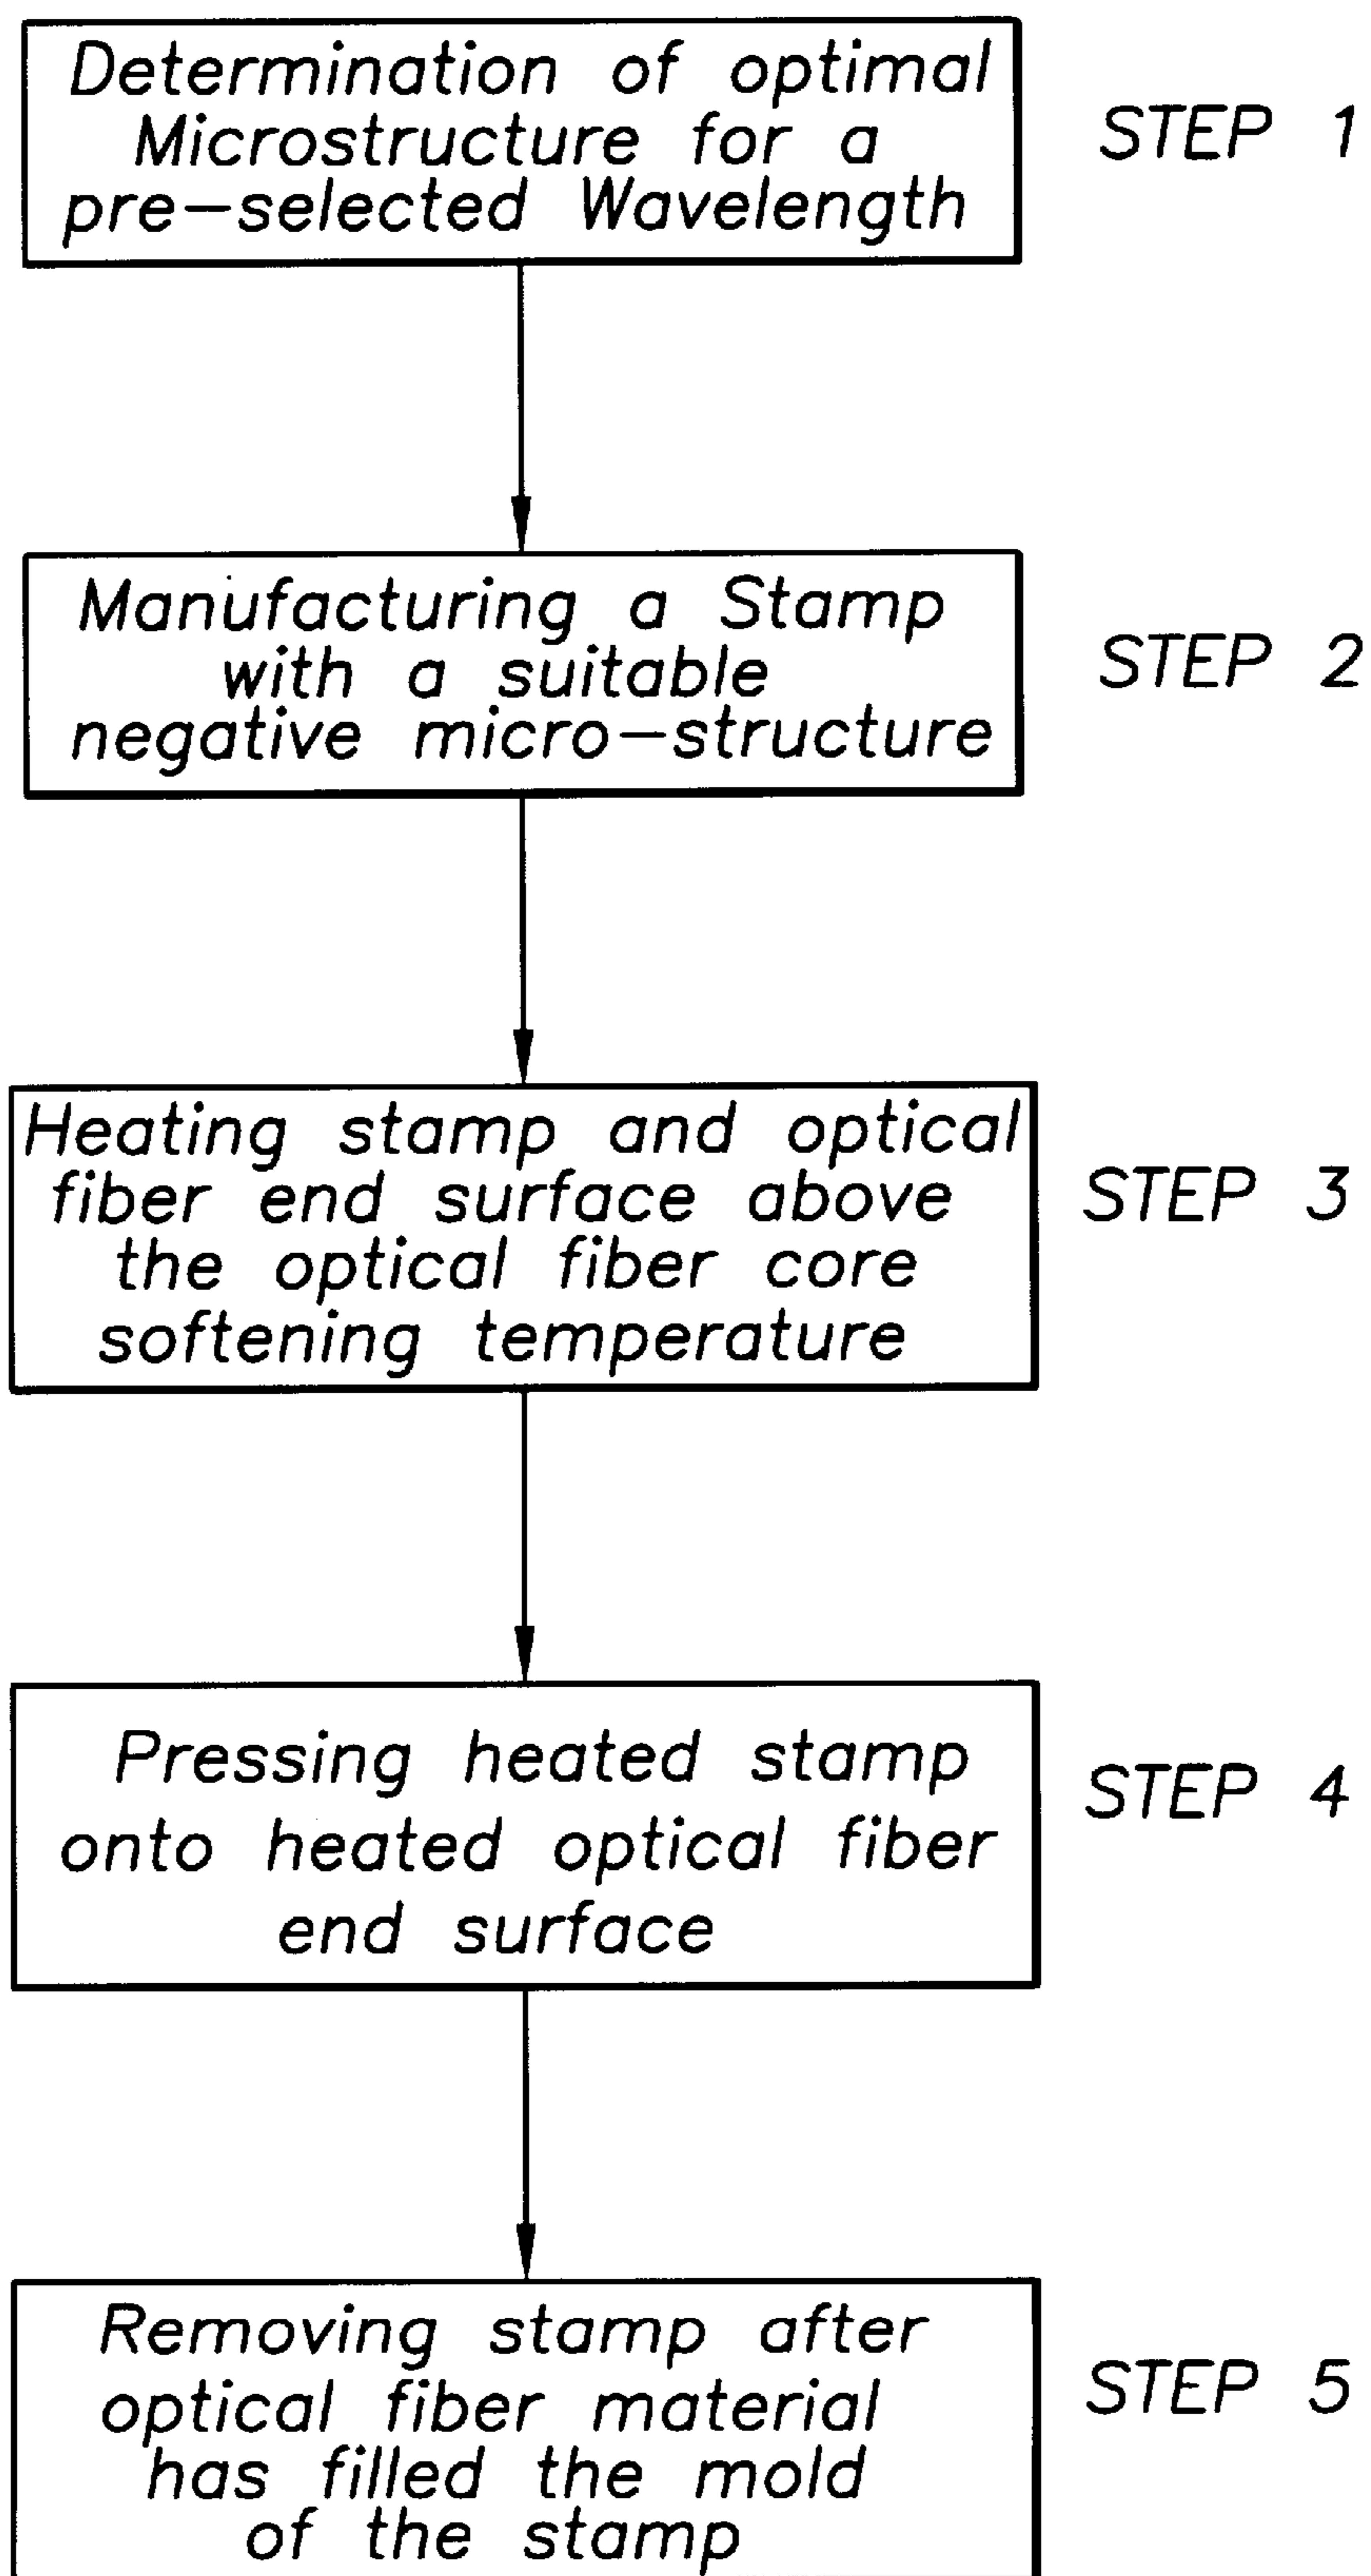 Determination of optimal
Microstructure for a
pre-selected Wavelength
STEP 1
Manufacturing a Stamp
with a suitable
negative micro-structure
STEP 2
Heating stamp and optical
fiber end surface above
the optical fiber core
softening temperature
STEP 3
Pressing heated stamp
onto heated optical fiber
end surface
STEP 4
Removing stamp after
optical fiber material
has filled the mold
of the stamp
STEP 5